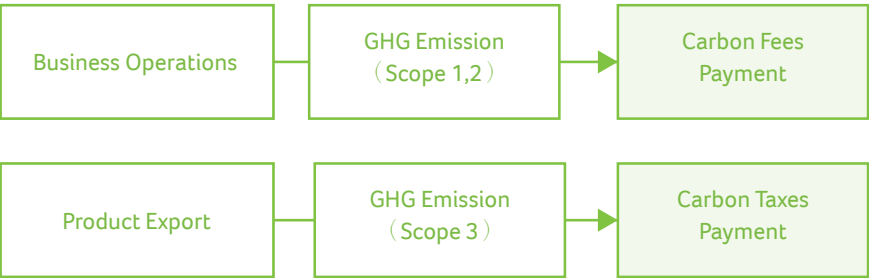 Business Operations
GHG Emission
（Scope 1,2）
Carbon Fees
Payment
Product Export
GHG Emission
（Scope 3）
Carbon Taxes
Payment